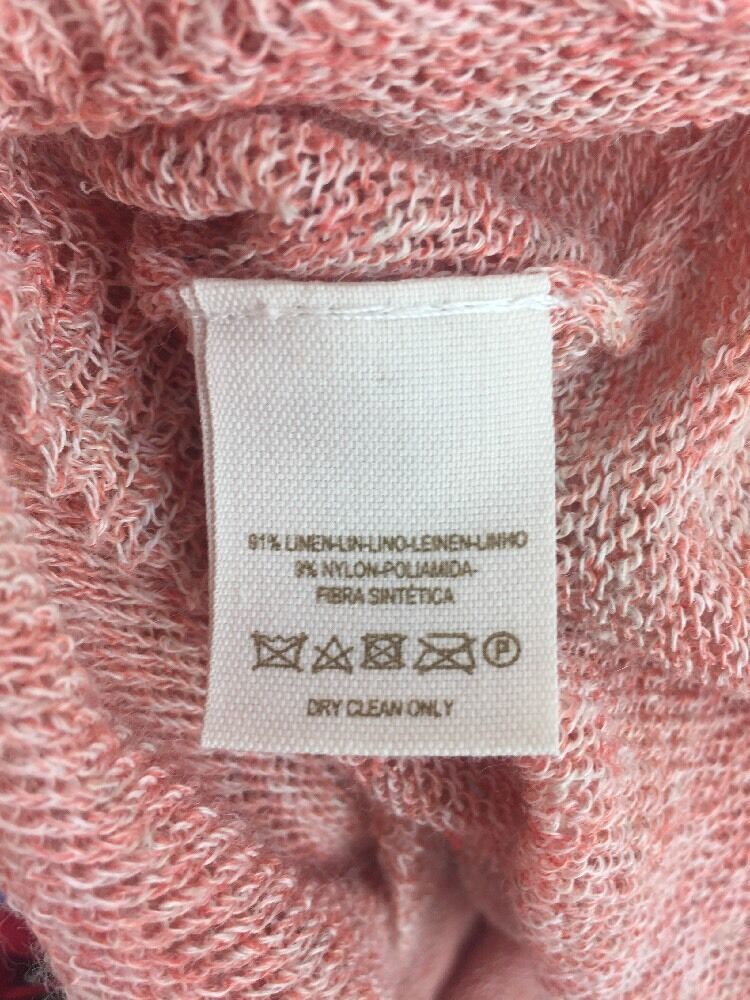 91% LINEN-LIN-LINO-LEINEN-LINHO
9% NYLON-POLIAMIDA-
FIBRA SINTÉTICA
P
DRY CLEAN ONLY